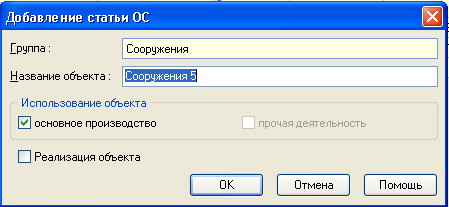 Добавление статьи ОС
Группа :
Сооружения
Название объекта :
Сооружения 5
Использование объекта
основное производство
прочая деятельность
Реализация объекта
OK
Отмена
Помощь